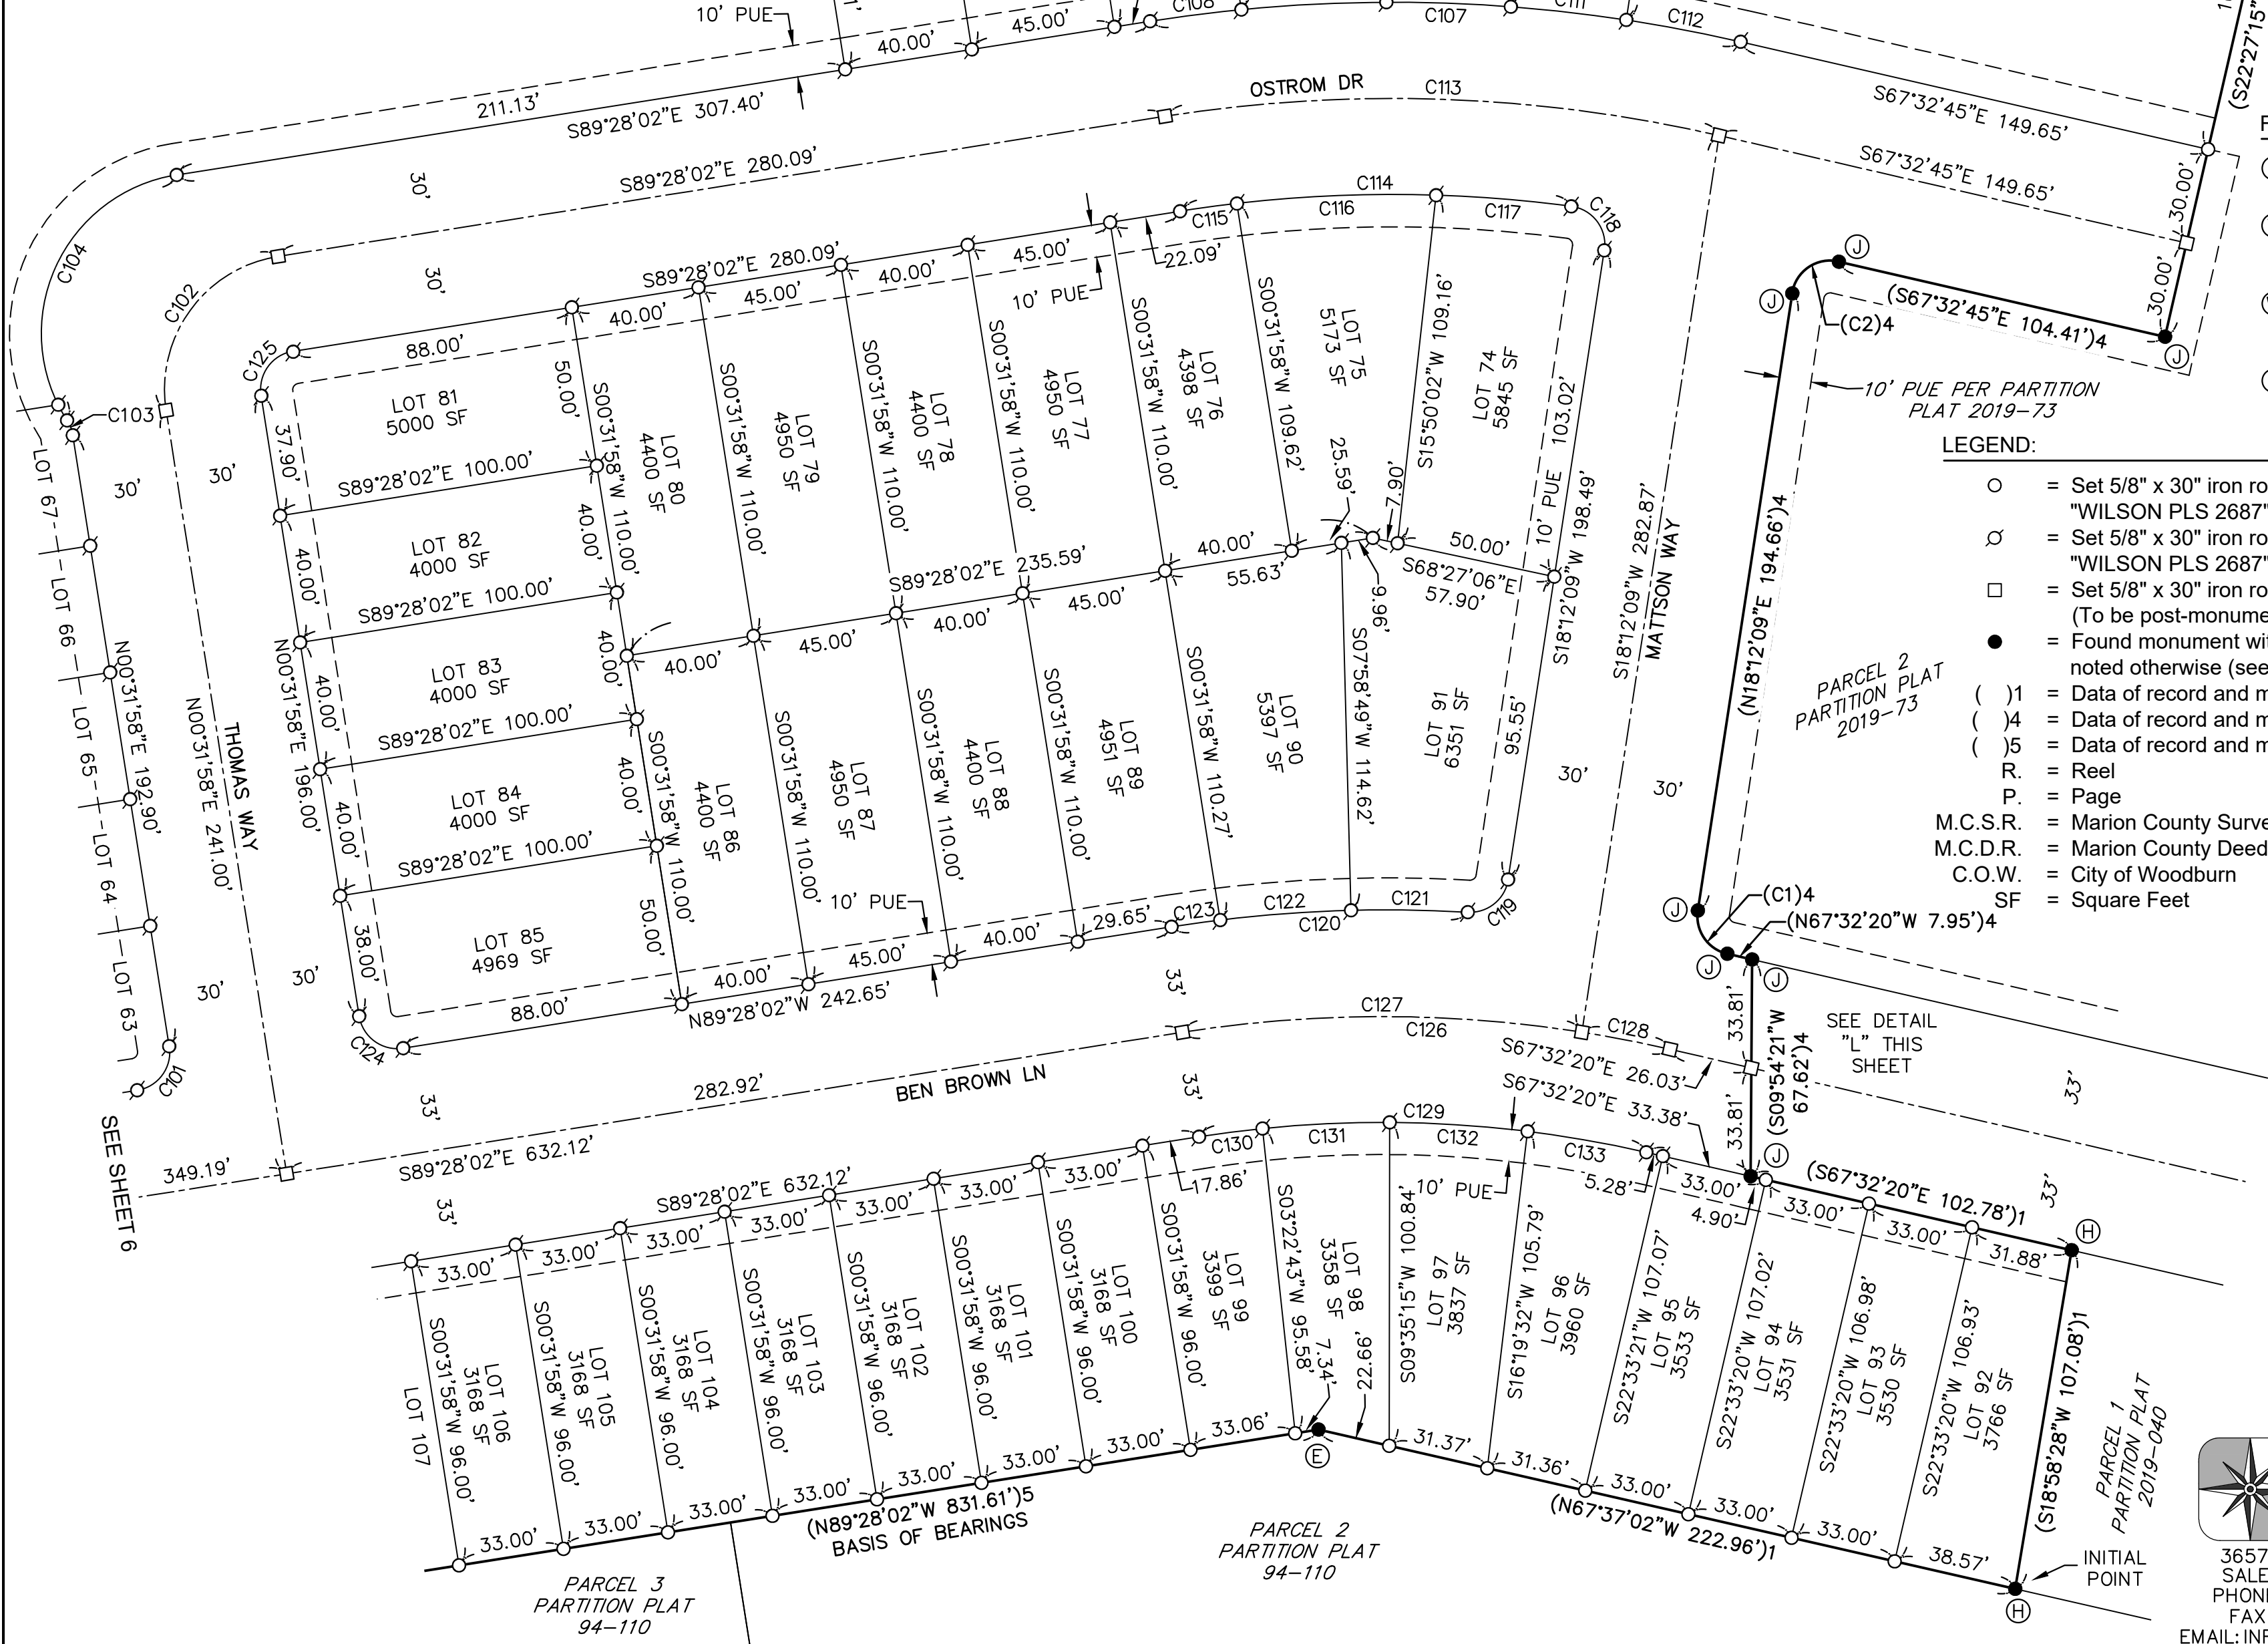 10' PUE
40.00'
45.00'
C108
C107
C111
C112
211.13'
S89°28'02"E 307.40'
OSTROM DR
C113
S67°32'45"E 149.65'
(S22°27'15"
30'
S89°28'02"E 280.09'
S67°32'45"E 149.65'
30.00'
30.00'
C104
C102
30'
S89°28'02"E 280.09'
88.00'
40.00'
45.00'
40.00'
45.00'
10' PUE
22.09'
C115
C114
C116
C117
C118
J
J
(C2)4
(S67°32'45"E 104.41')4
J
10' PUE PER PARTITION
PLAT 2019-73
C125
C103
30'
30'
37.90'
LOT 81
5000 SF
50.00'
S00°31'58"W 110.00'
LOT 80
4400 SF
S00°31'58"W 110.00'
LOT 79
4950 SF
S00°31'58"W 110.00'
LOT 78
4400 SF
S00°31'58"W 110.00'
LOT 77
4950 SF
S00°31'58"W 110.00'
LOT 76
4398 SF
S00°31'58"W 109.62'
LOT 75
5173 SF
25.59'
S15°50'02"W 109.16'
7.90'
LOT 74
5845 SF
10' PUE
103.02'
S18°12'09"W 198.49'
S18°12'09"W 282.87'
MATTSON WAY
(N18°12'09"E 194.66')4
PARCEL 2
PARTITION PLAT
2019-73
LEGEND:
= Set 5/8" x 30" iron ro
"WILSON PLS 2687"
= Set 5/8" x 30" iron ro
"WILSON PLS 2687"
= Set 5/8" x 30" iron ro
(To be post-monume
= Found monument wi
noted otherwise (see
( )1 = Data of record and m
( )4 = Data of record and m
( )5 = Data of record and m
R. = Reel
P. = Page
M.C.S.R. = Marion County Surve
M.C.D.R. = Marion County Deed
C.O.W. = City of Woodburn
SF = Square Feet
LOT 67
LOT 66
LOT 65
LOT 64
LOT 63
N00°31'58"E 192.90'
C101
N00°31'58"E 241.00'
THOMAS WAY
N00°31'58"E 196.00'
S89°28'02"E 100.00'
40.00'
LOT 82
4000 SF
40.00'
S89°28'02"E 100.00'
40.00'
LOT 83
4000 SF
40.00'
S89°28'02"E 100.00'
40.00'
LOT 84
4000 SF
40.00'
S89°28'02"E 100.00'
38.00'
LOT 85
4969 SF
50.00'
30'
30'
88.00'
C124
S89°28'02"E 235.59'
40.00'
45.00'
40.00'
45.00'
40.00'
55.63'
9.96'
50.00'
S68°27'06"E
57.90'
S00°31'58"W 110.00'
LOT 86
4400 SF
S00°31'58"W 110.00'
LOT 87
4950 SF
S00°31'58"W 110.00'
LOT 88
4400 SF
S00°31'58"W 110.00'
LOT 89
4951 SF
S00°31'58"W 110.27'
LOT 90
5397 SF
S07°58'49"W 114.62'
LOT 91
6351 SF
95.55'
30'
30'
10' PUE
40.00'
45.00'
40.00'
29.65'
C123
C122
C120
C121
C119
N89°28'02"W 242.65'
J
(C1)4
(N67°32'20"W 7.95')4
J
J
33'
C127
C126
C128
S67°32'20"E 26.03'
33.81'
33.81'
(S09°54'21"W
67.62')4
SEE DETAIL
"L" THIS
SHEET
33'
33'
SEE SHEET 6
349.19'
282.92'
BEN BROWN LN
33'
33'
33'
S89°28'02"E 632.12'
S89°28'02"E 632.12'
S67°32'20"E 33.38'
33.00'
33.00'
33.00'
33.00'
33.00'
33.00'
33.00'
17.86'
C130
C129
C131
C132
C133
10' PUE
5.28'
33.00'
J
4.90'
(S67°32'20"E 102.78')1
33.00'
33.00'
31.88'
H
LOT 107
S00°31'58"W 96.00'
LOT 106
3168 SF
S00°31'58"W 96.00'
LOT 105
3168 SF
S00°31'58"W 96.00'
LOT 104
3168 SF
S00°31'58"W 96.00'
LOT 103
3168 SF
S00°31'58"W 96.00'
LOT 102
3168 SF
S00°31'58"W 96.00'
LOT 101
3168 SF
S00°31'58"W 96.00'
LOT 100
3168 SF
S00°31'58"W 96.00'
LOT 99
3399 SF
S03°22'43"W 95.58'
LOT 98
3358 SF
7.34'
22.66'
S09°35'15"W 100.84'
LOT 97
3837 SF
S16°19'32"W 105.79'
LOT 96
3960 SF
S22°33'21"W 107.07'
LOT 95
3533 SF
S22°33'20"W 107.02'
LOT 94
3531 SF
S22°33'20"W 106.98'
LOT 93
3530 SF
S22°33'20"W 106.93'
LOT 92
3766 SF
(S18°58'28"W 107.08')1
PARCEL 1
PARTITION PLAT
2019-040
33.00'
33.00'
33.00'
33.00'
33.00'
33.00'
33.00'
33.06'
E
31.37'
31.36'
33.00'
33.00'
33.00'
38.57'
(N89°28'02"W 831.61')5
BASIS OF BEARINGS
(N67°37'02"W 222.96')1
INITIAL
POINT
H
PARCEL 3
PARTITION PLAT
94-110
PARCEL 2
PARTITION PLAT
94-110
3657
SALE
PHON
FAX
EMAIL: INF